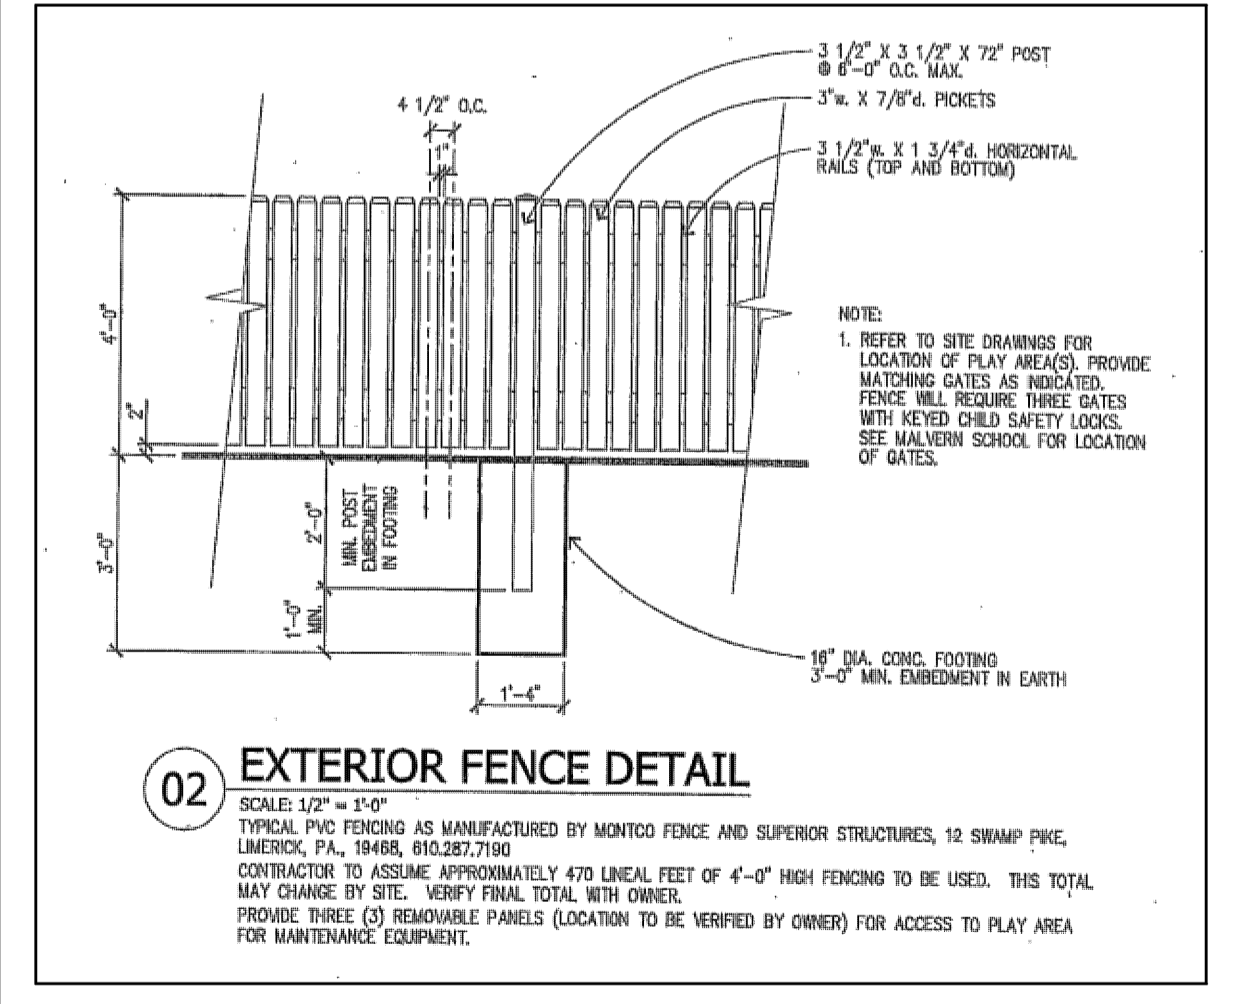 3 1/2" X 3 1/2" X 72" POST
@ 6'-0" O.C. MAX.
4 1/2" O.C.
3"w. X 7/8"d. PICKETS
1"
3 1/2"w. X 1 3/4"d. HORIZONTAL
RAILS (TOP AND BOTTOM)
4'-0"
2"
NOTE:
1. REFER TO SITE DRAWINGS FOR
LOCATION OF PLAY AREA(S). PROVIDE
MATCHING GATES AS INDICATED.
FENCE WILL REQUIRE THREE GATES
WITH KEYED CHILD SAFETY LOCKS.
SEE MALVERN SCHOOL FOR LOCATION
OF GATES.
3'-0"
2'-0"
MIN. POST
EMBEDMENT
IN FOOTING
1'-0"
MIN.
16" DIA. CONC. FOOTING
3'-0" MIN. EMBEDMENT IN EARTH
1'-4"
02
EXTERIOR FENCE DETAIL
SCALE: 1/2" = 1'-0"
TYPICAL PVC FENCING AS MANUFACTURED BY MONTCO FENCE AND SUPERIOR STRUCTURES, 12 SWAMP PIKE,
LIMERICK, PA., 19468, 610.287.7190
CONTRACTOR TO ASSUME APPROXIMATELY 470 LINEAL FEET OF 4'-0" HIGH FENCING TO BE USED. THIS TOTAL
MAY CHANGE BY SITE. VERIFY FINAL TOTAL WITH OWNER.
PROVIDE THREE (3) REMOVABLE PANELS (LOCATION TO BE VERIFIED BY OWNER) FOR ACCESS TO PLAY AREA
FOR MAINTENANCE EQUIPMENT.